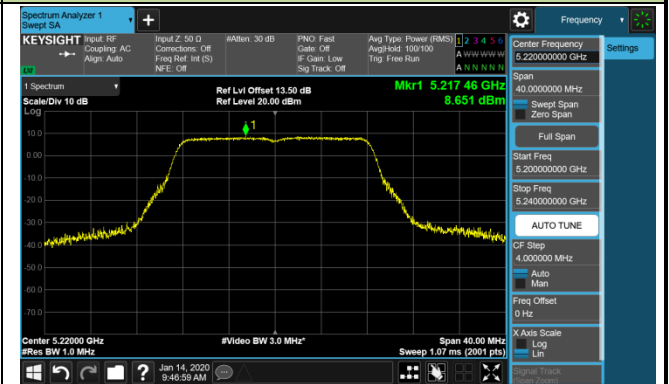 Spectrum Analyzer 1
Swept SA
Frequency
KEYSIGHT
Input: RF
Coupling: AC
Align: Auto
Input Z: 50 Ω
Corrections: Off
Freq Ref: Int (S)
NFE: Off
#Atten: 30 dB
PNO: Fast
Gate: Off
IF Gain: Low
Sig Track: Off
Avg Type: Power (RMS)
Avg|Hold: 100/100
Trig: Free Run
1 2 3 4 5 6
A W W W W W
A N N N N N
1 Spectrum
Scale/Div 10 dB
Log
Ref Lvl Offset 13.50 dB
Ref Level 20.00 dBm
Mkr1 5.217 46 GHz
8.651 dBm
1
10.0
0.00
-10.0
-20.0
-30.0
-40.0
-50.0
-60.0
-70.0
Center 5.22000 GHz
#Res BW 1.0 MHz
#Video BW 3.0 MHz*
Span 40.00 MHz
Sweep 1.07 ms (2001 pts)
Jan 14, 2020
9:46:59 AM
Center Frequency
5.220000000 GHz
Settings
Span
40.0000000 MHz
Swept Span
Zero Span
Full Span
Start Freq
5.200000000 GHz
Stop Freq
5.240000000 GHz
AUTO TUNE
CF Step
4.000000 MHz
Auto
Man
Freq Offset
0 Hz
X Axis Scale
Log
Lin
Signal Track
(Span Zoom)